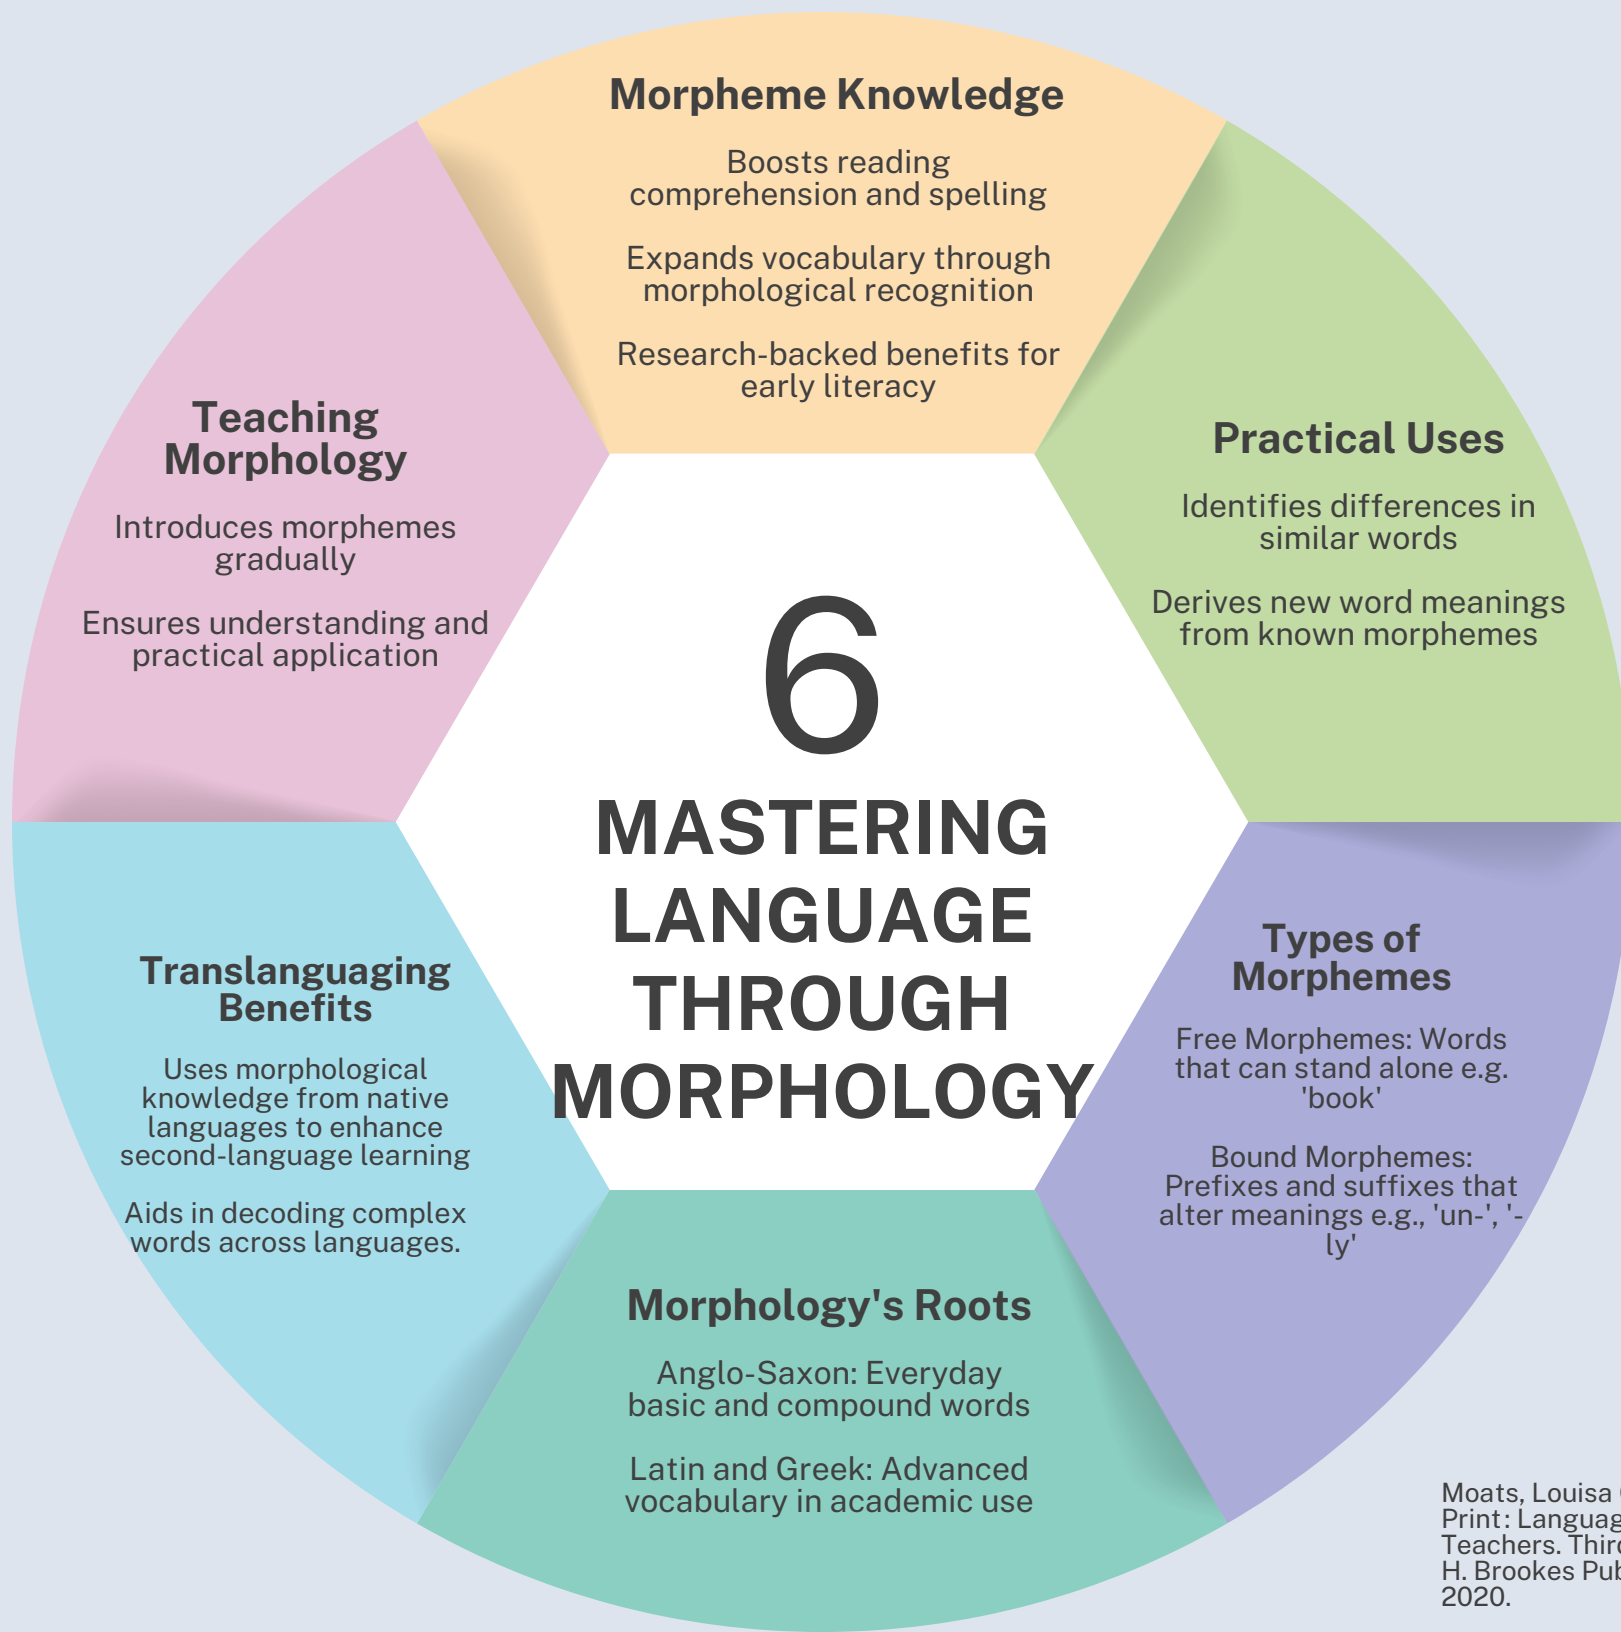 Morpheme Knowledge
Boosts reading
comprehension and spelling
Expands vocabulary through
morphological recognition
Research-backed benefits for
early literacy
Practical Uses
Identifies differences in
similar words
Derives new word meanings
from known morphemes
Types of
Morphemes
Free Morphemes: Words
that can stand alone e.g.
'book'
Bound Morphemes:
Prefixes and suffixes that
alter meanings e.g., 'un-', '-
ly'
Morphology's Roots
Anglo-Saxon: Everyday
basic and compound words
Latin and Greek: Advanced
vocabulary in academic use
Translanguaging
Benefits
Uses morphological
knowledge from native
languages to enhance
second-language learning
Aids in decoding complex
words across languages.
Teaching
Morphology
Introduces morphemes
gradually
Ensures understanding and
practical application
6
MASTERING
LANGUAGE
THROUGH
MORPHOLOGY
Moats, Louisa
Print: Languag
Teachers. Third
H. Brookes Pub
2020.